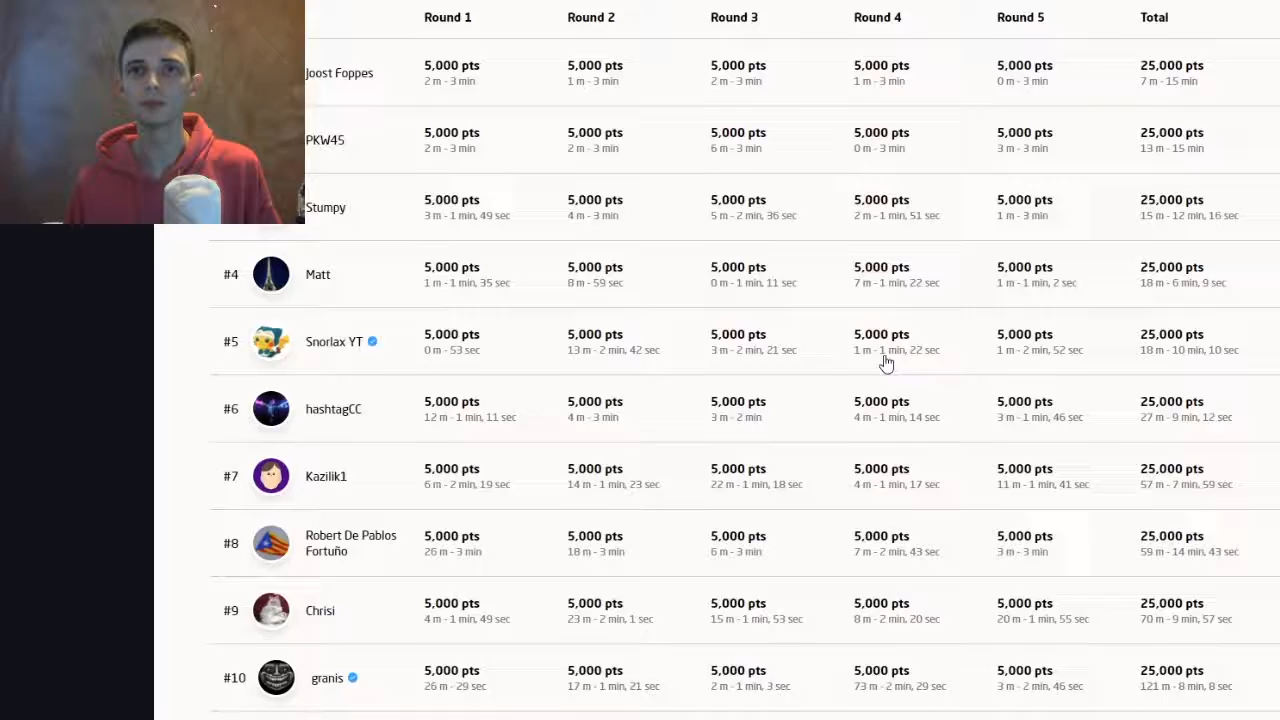 Round 1 Round 2 Round 3 Round 4 Round 5 Total
Joost Foppes 5,000 pts 5,000 pts 5,000 pts 5,000 pts 5,000 pts 25,000 pts
2 m - 3 min 1 m - 3 min 2 m - 3 min 1 m - 3 min 0 m - 3 min 7 m - 15 min
PKW45 5,000 pts 5,000 pts 5,000 pts 5,000 pts 5,000 pts 25,000 pts
2 m - 3 min 2 m - 3 min 6 m - 3 min 0 m - 3 min 3 m - 3 min 13 m - 15 min
Stumpy 5,000 pts 5,000 pts 5,000 pts 5,000 pts 5,000 pts 25,000 pts
3 m - 1 min, 49 sec 4 m - 3 min 5 m - 2 min, 36 sec 2 m - 1 min, 51 sec 1 m - 3 min 15 m - 12 min, 16 sec
#4 Matt 5,000 pts 5,000 pts 5,000 pts 5,000 pts 5,000 pts 25,000 pts
1 m - 1 min, 35 sec 8 m - 59 sec 0 m - 1 min, 11 sec 7 m - 1 min, 22 sec 1 m - 1 min, 2 sec 18 m - 6 min, 9 sec
#5 Snorlax YT 5,000 pts 5,000 pts 5,000 pts 5,000 pts 5,000 pts 25,000 pts
0 m - 53 sec 13 m - 2 min, 42 sec 3 m - 2 min, 21 sec 1 m - 1 min, 22 sec 1 m - 2 min, 52 sec 18 m - 10 min, 10 sec
#6 hashtagCC 5,000 pts 5,000 pts 5,000 pts 5,000 pts 5,000 pts 25,000 pts
12 m - 1 min, 11 sec 4 m - 3 min 3 m - 2 min 4 m - 1 min, 14 sec 3 m - 1 min, 46 sec 27 m - 9 min, 12 sec
#7 Kazilik1 5,000 pts 5,000 pts 5,000 pts 5,000 pts 5,000 pts 25,000 pts
6 m - 2 min, 19 sec 14 m - 1 min, 23 sec 22 m - 1 min, 18 sec 4 m - 1 min, 17 sec 11 m - 1 min, 41 sec 57 m - 7 min, 59 sec
#8 Robert De Pablos Fortuño 5,000 pts 5,000 pts 5,000 pts 5,000 pts 5,000 pts 25,000 pts
26 m - 3 min 18 m - 3 min 6 m - 3 min 7 m - 2 min, 43 sec 3 m - 3 min 59 m - 14 min, 43 sec
#9 Chrisi 5,000 pts 5,000 pts 5,000 pts 5,000 pts 5,000 pts 25,000 pts
4 m - 1 min, 49 sec 23 m - 2 min, 1 sec 15 m - 1 min, 53 sec 8 m - 2 min, 20 sec 20 m - 1 min, 55 sec 70 m - 9 min, 57 sec
#10 granis 5,000 pts 5,000 pts 5,000 pts 5,000 pts 5,000 pts 25,000 pts
26 m - 29 sec 17 m - 1 min, 21 sec 2 m - 1 min, 3 sec 73 m - 2 min, 29 sec 3 m - 2 min, 46 sec 121 m - 8 min, 8 sec